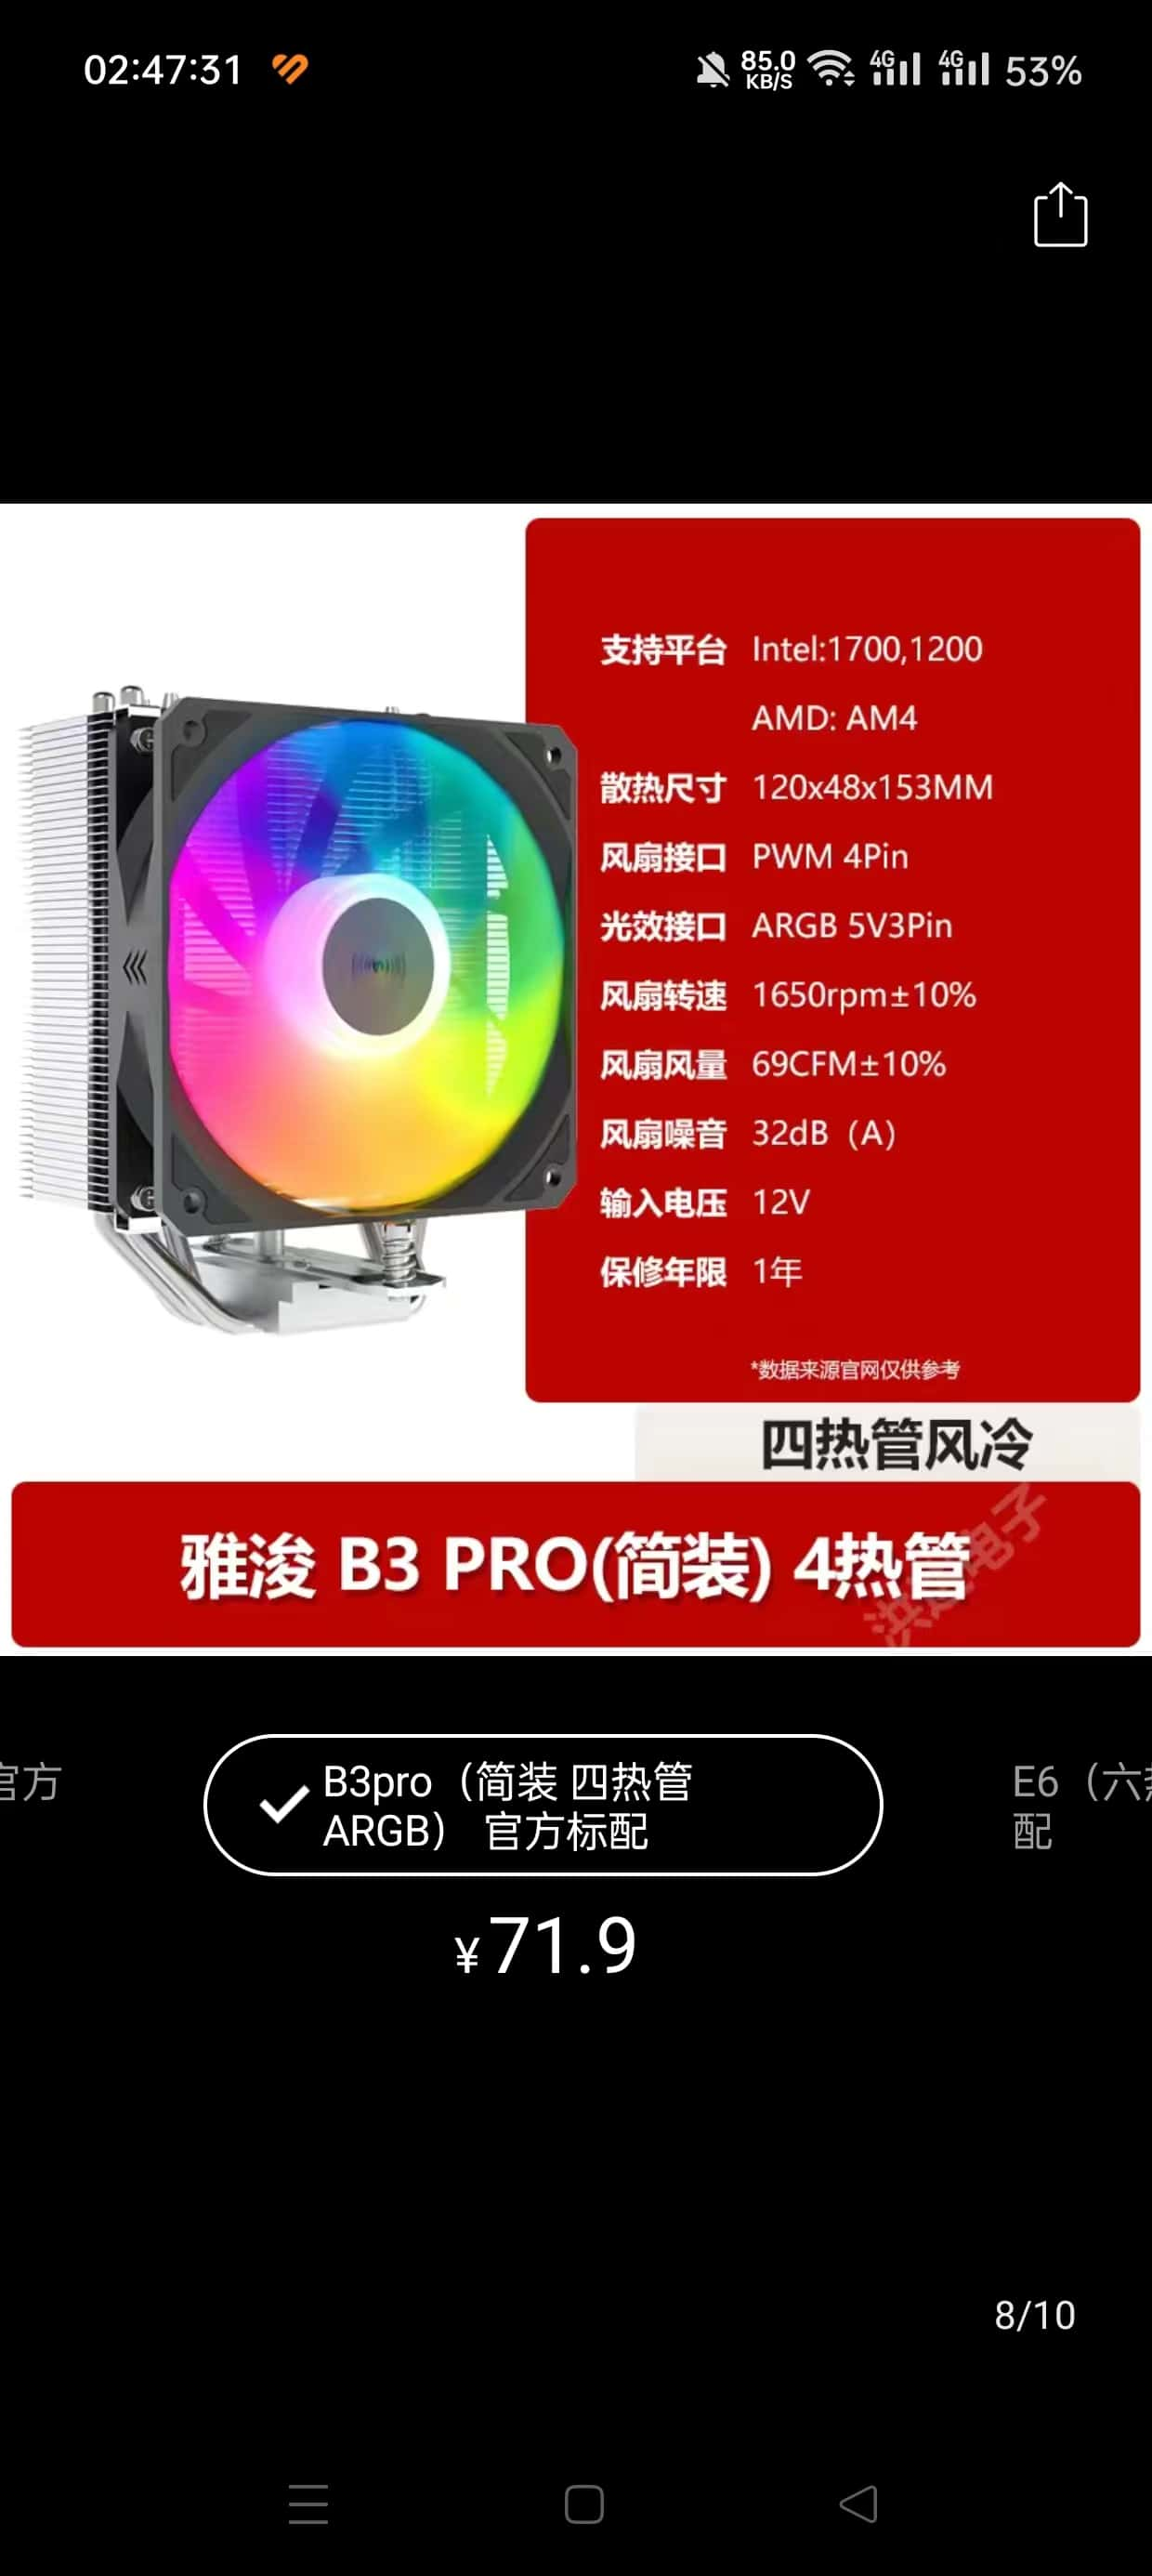 02:47:31
85.0
KB/S
4G
4G
53%
支持平台 Intel:1700,1200
AMD: AM4
散热尺寸 120x48x153MM
风扇接口 PWM 4Pin
光效接口 ARGB 5V3Pin
风扇转速 1650rpm±10%
风扇风量 69CFM±10%
风扇噪音 32dB（A）
输入电压 12V
保修年限 1年
*数据来源官网仅供参考
四热管风冷
雅浚 B3 PRO(简装) 4热管
官方
B3pro（简装 四热管
ARGB） 官方标配
E6（六热
配
¥71.9
8/10